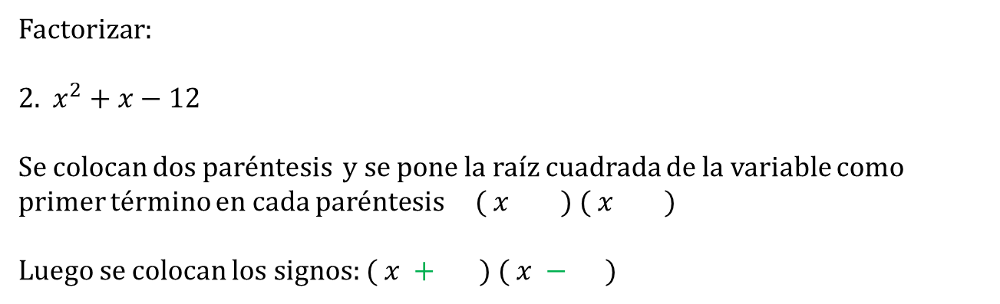 Factorizar:
2. x² + x − 12
Se colocan dos paréntesis y se pone la raíz cuadrada de la variable como
primer término en cada paréntesis ( x ) ( x )
Luego se colocan los signos: ( x + ) ( x − )